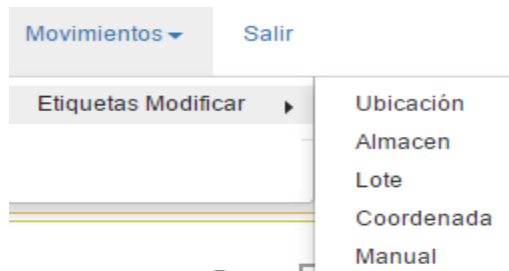 Movimientos Salir
Etiquetas Modificar
Ubicación
Almacen
Lote
Coordenada
Manual